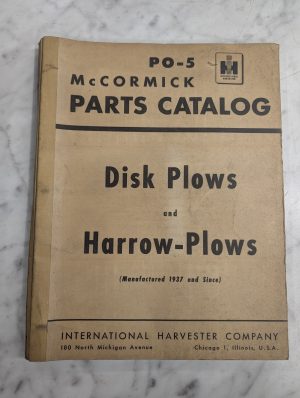 PO-5
McCORMICK
PARTS CATALOG
Disk Plows
and
Harrow-Plows
(Manufactured 1937 and Since)
INTERNATIONAL HARVESTER COMPANY
180 North Michigan Avenue Chicago 1, Illinois, U.S.A.